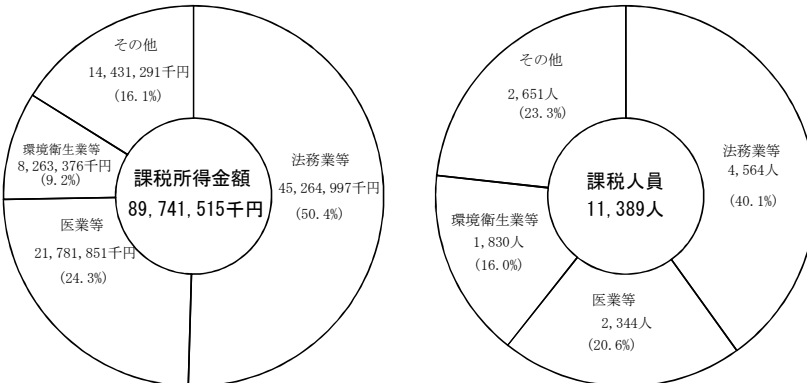 その他
14,431,291千円
(16.1%)
環境衛生業等
8,263,376千円
(9.2%)
医業等
21,781,851千円
(24.3%)
課税所得金額
89,741,515千円
法務業等
45,264,997千円
(50.4%)
その他
2,651人
(23.3%)
環境衛生業等
1,830人
(16.0%)
医業等
2,344人
(20.6%)
課税人員
11,389人
法務業等
4,564人
(40.1%)